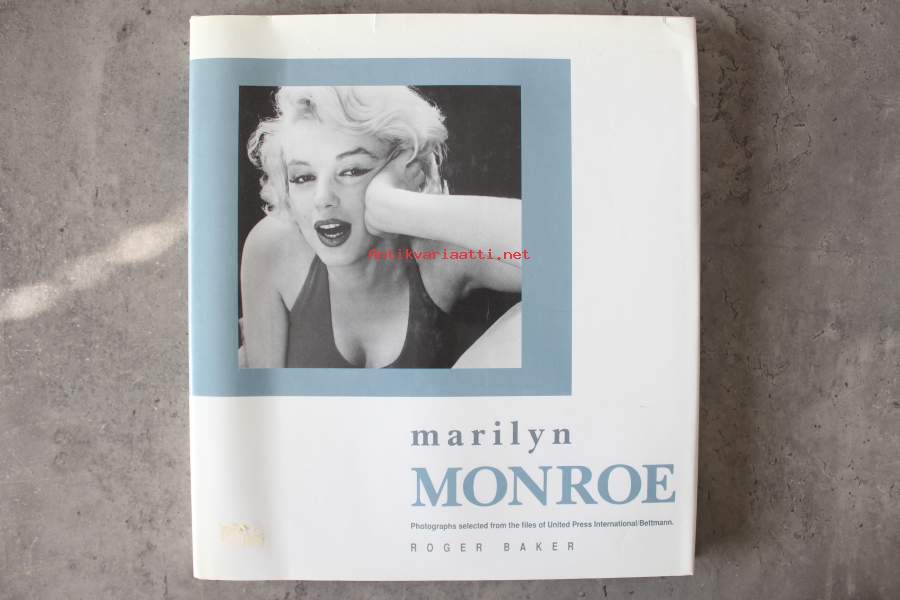 Antikvariaatti.net
marilyn
MONROE
Photographs selected from the files of United Press International/Bettmann.
ROGER BAKER